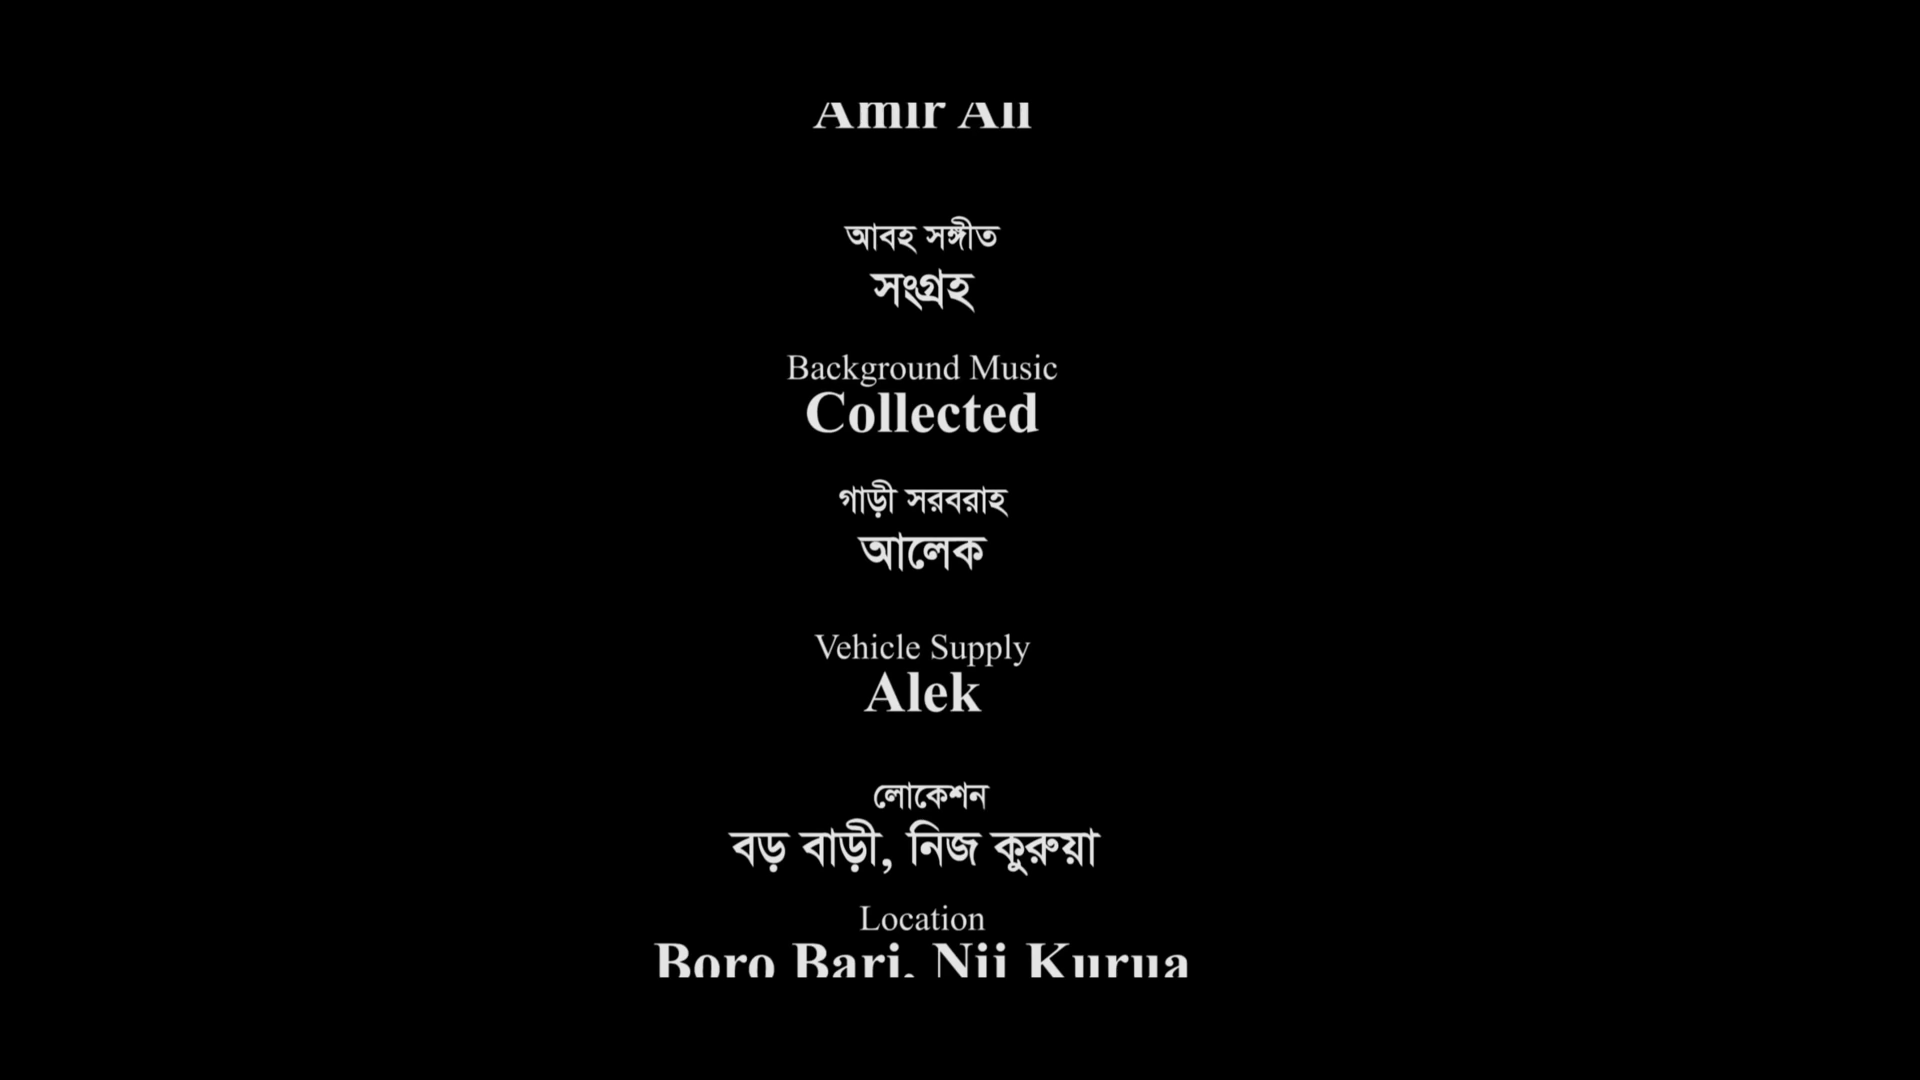 Amir Ali
আবহ সঙ্গীত
সংগ্রহ
Background Music
Collected
গাড়ী সরবরাহ
আলেক
Vehicle Supply
Alek
লোকেশন
বড় বাড়ী, নিজ কুরুয়া
Location
Boro Bari, Nij Kurua